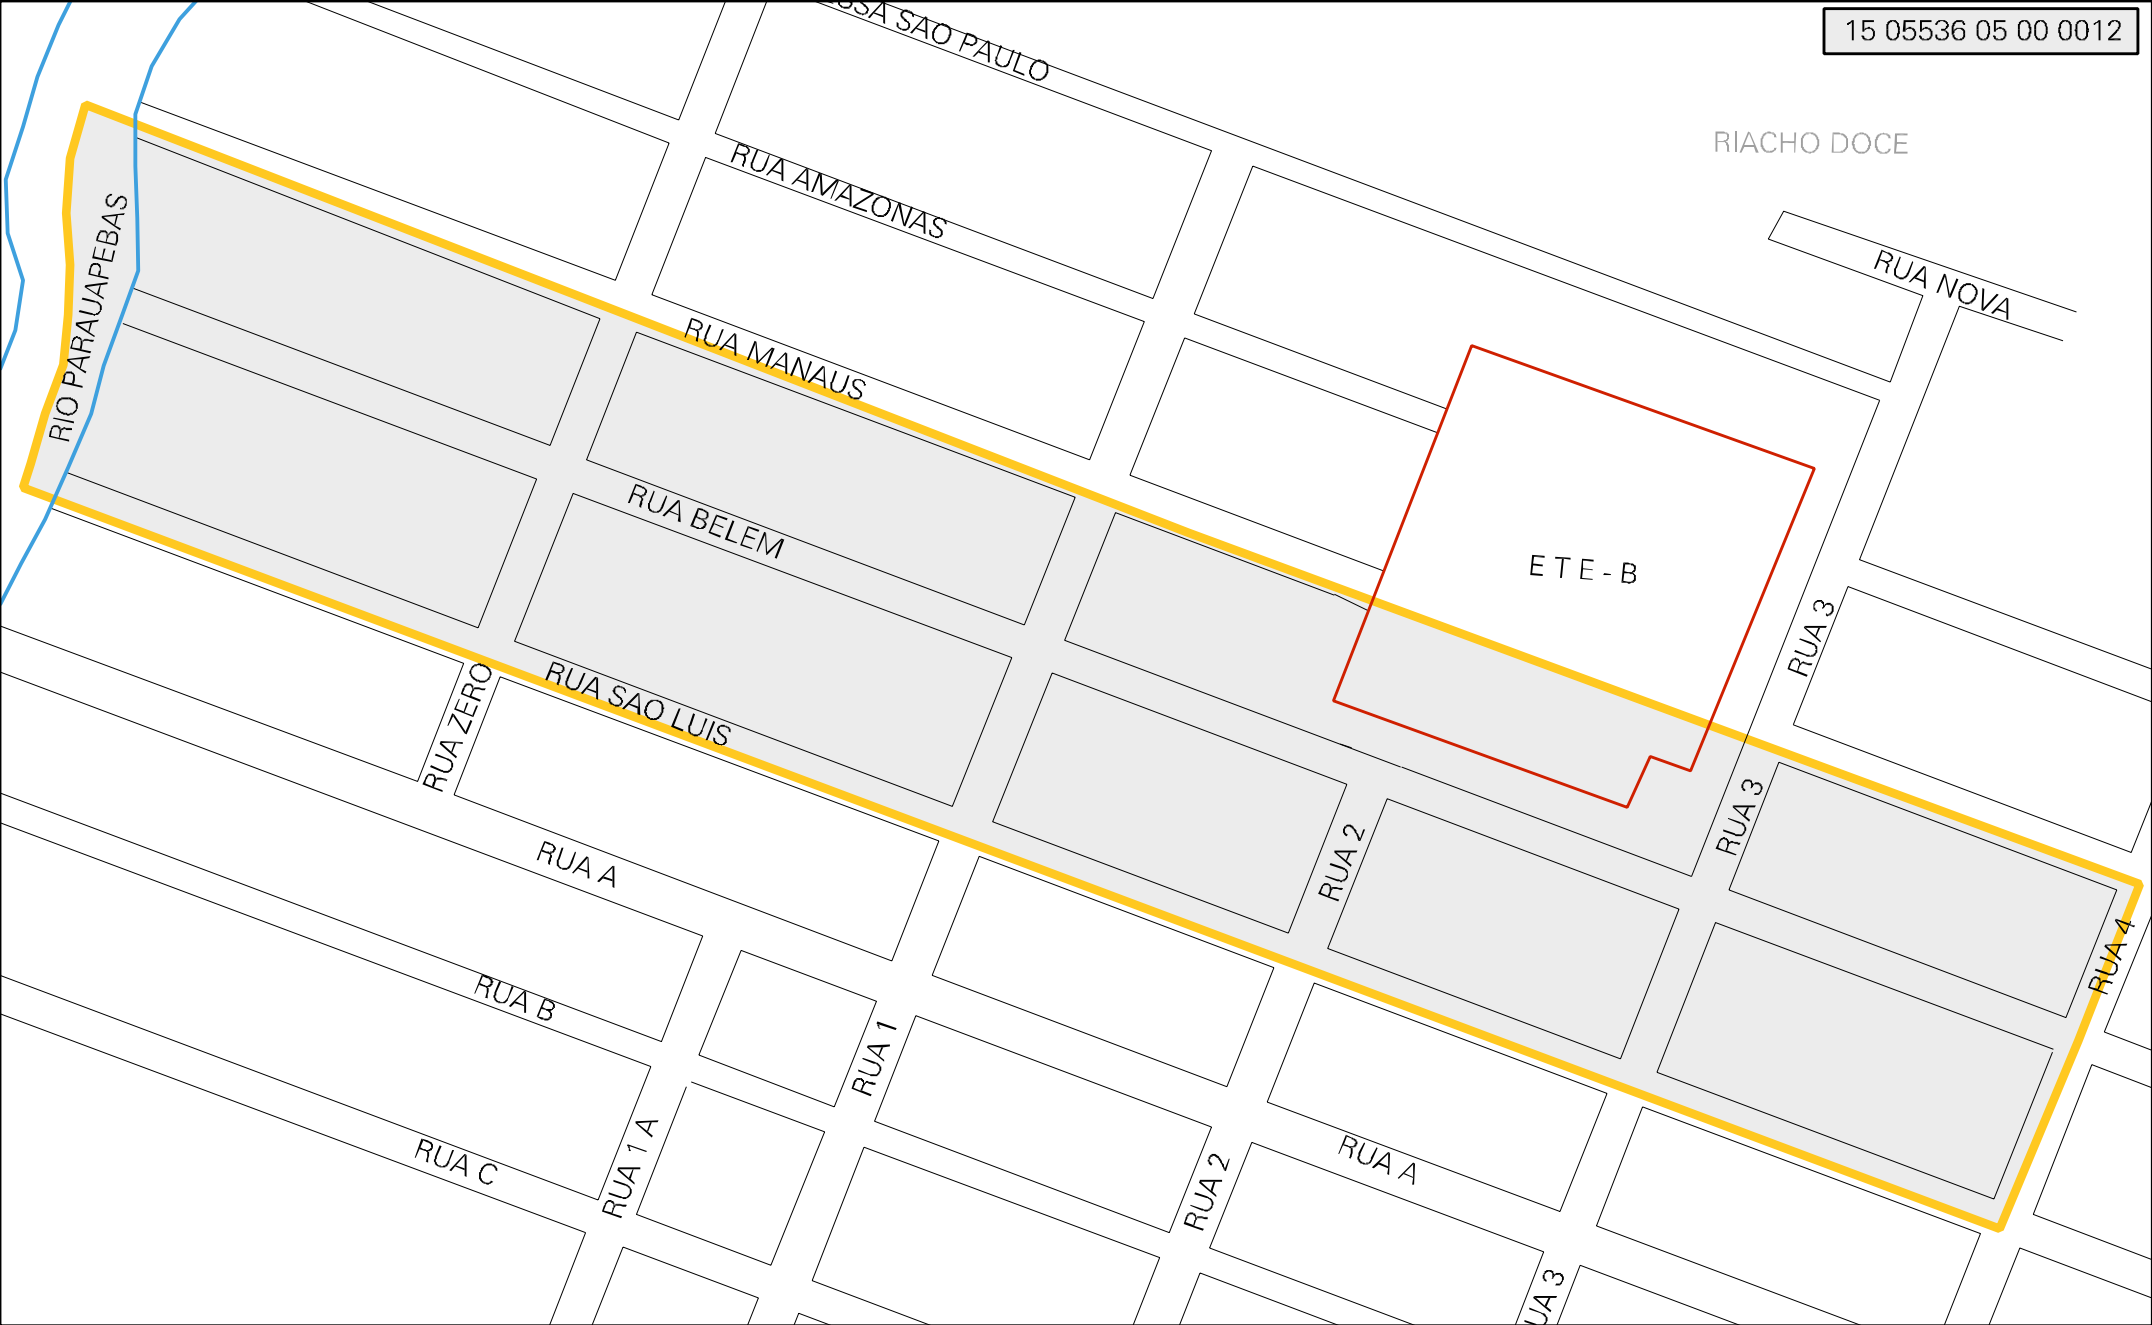 SAO PAULO
15 05536 05 00 0012
RIACHO DOCE
RUA AMAZONAS
RUA NOVA
RIO PARAUAPEBAS
RUA MANAUS
RUA BELEM
E T E - B
RUA 3
RUA ZERO
RUA SAO LUIS
RUA 3
RUA 2
RUA A
RUA 4
RUA B
RUA 1
RUA C
RUA 1 A
RUA 2
RUA A
UA 3